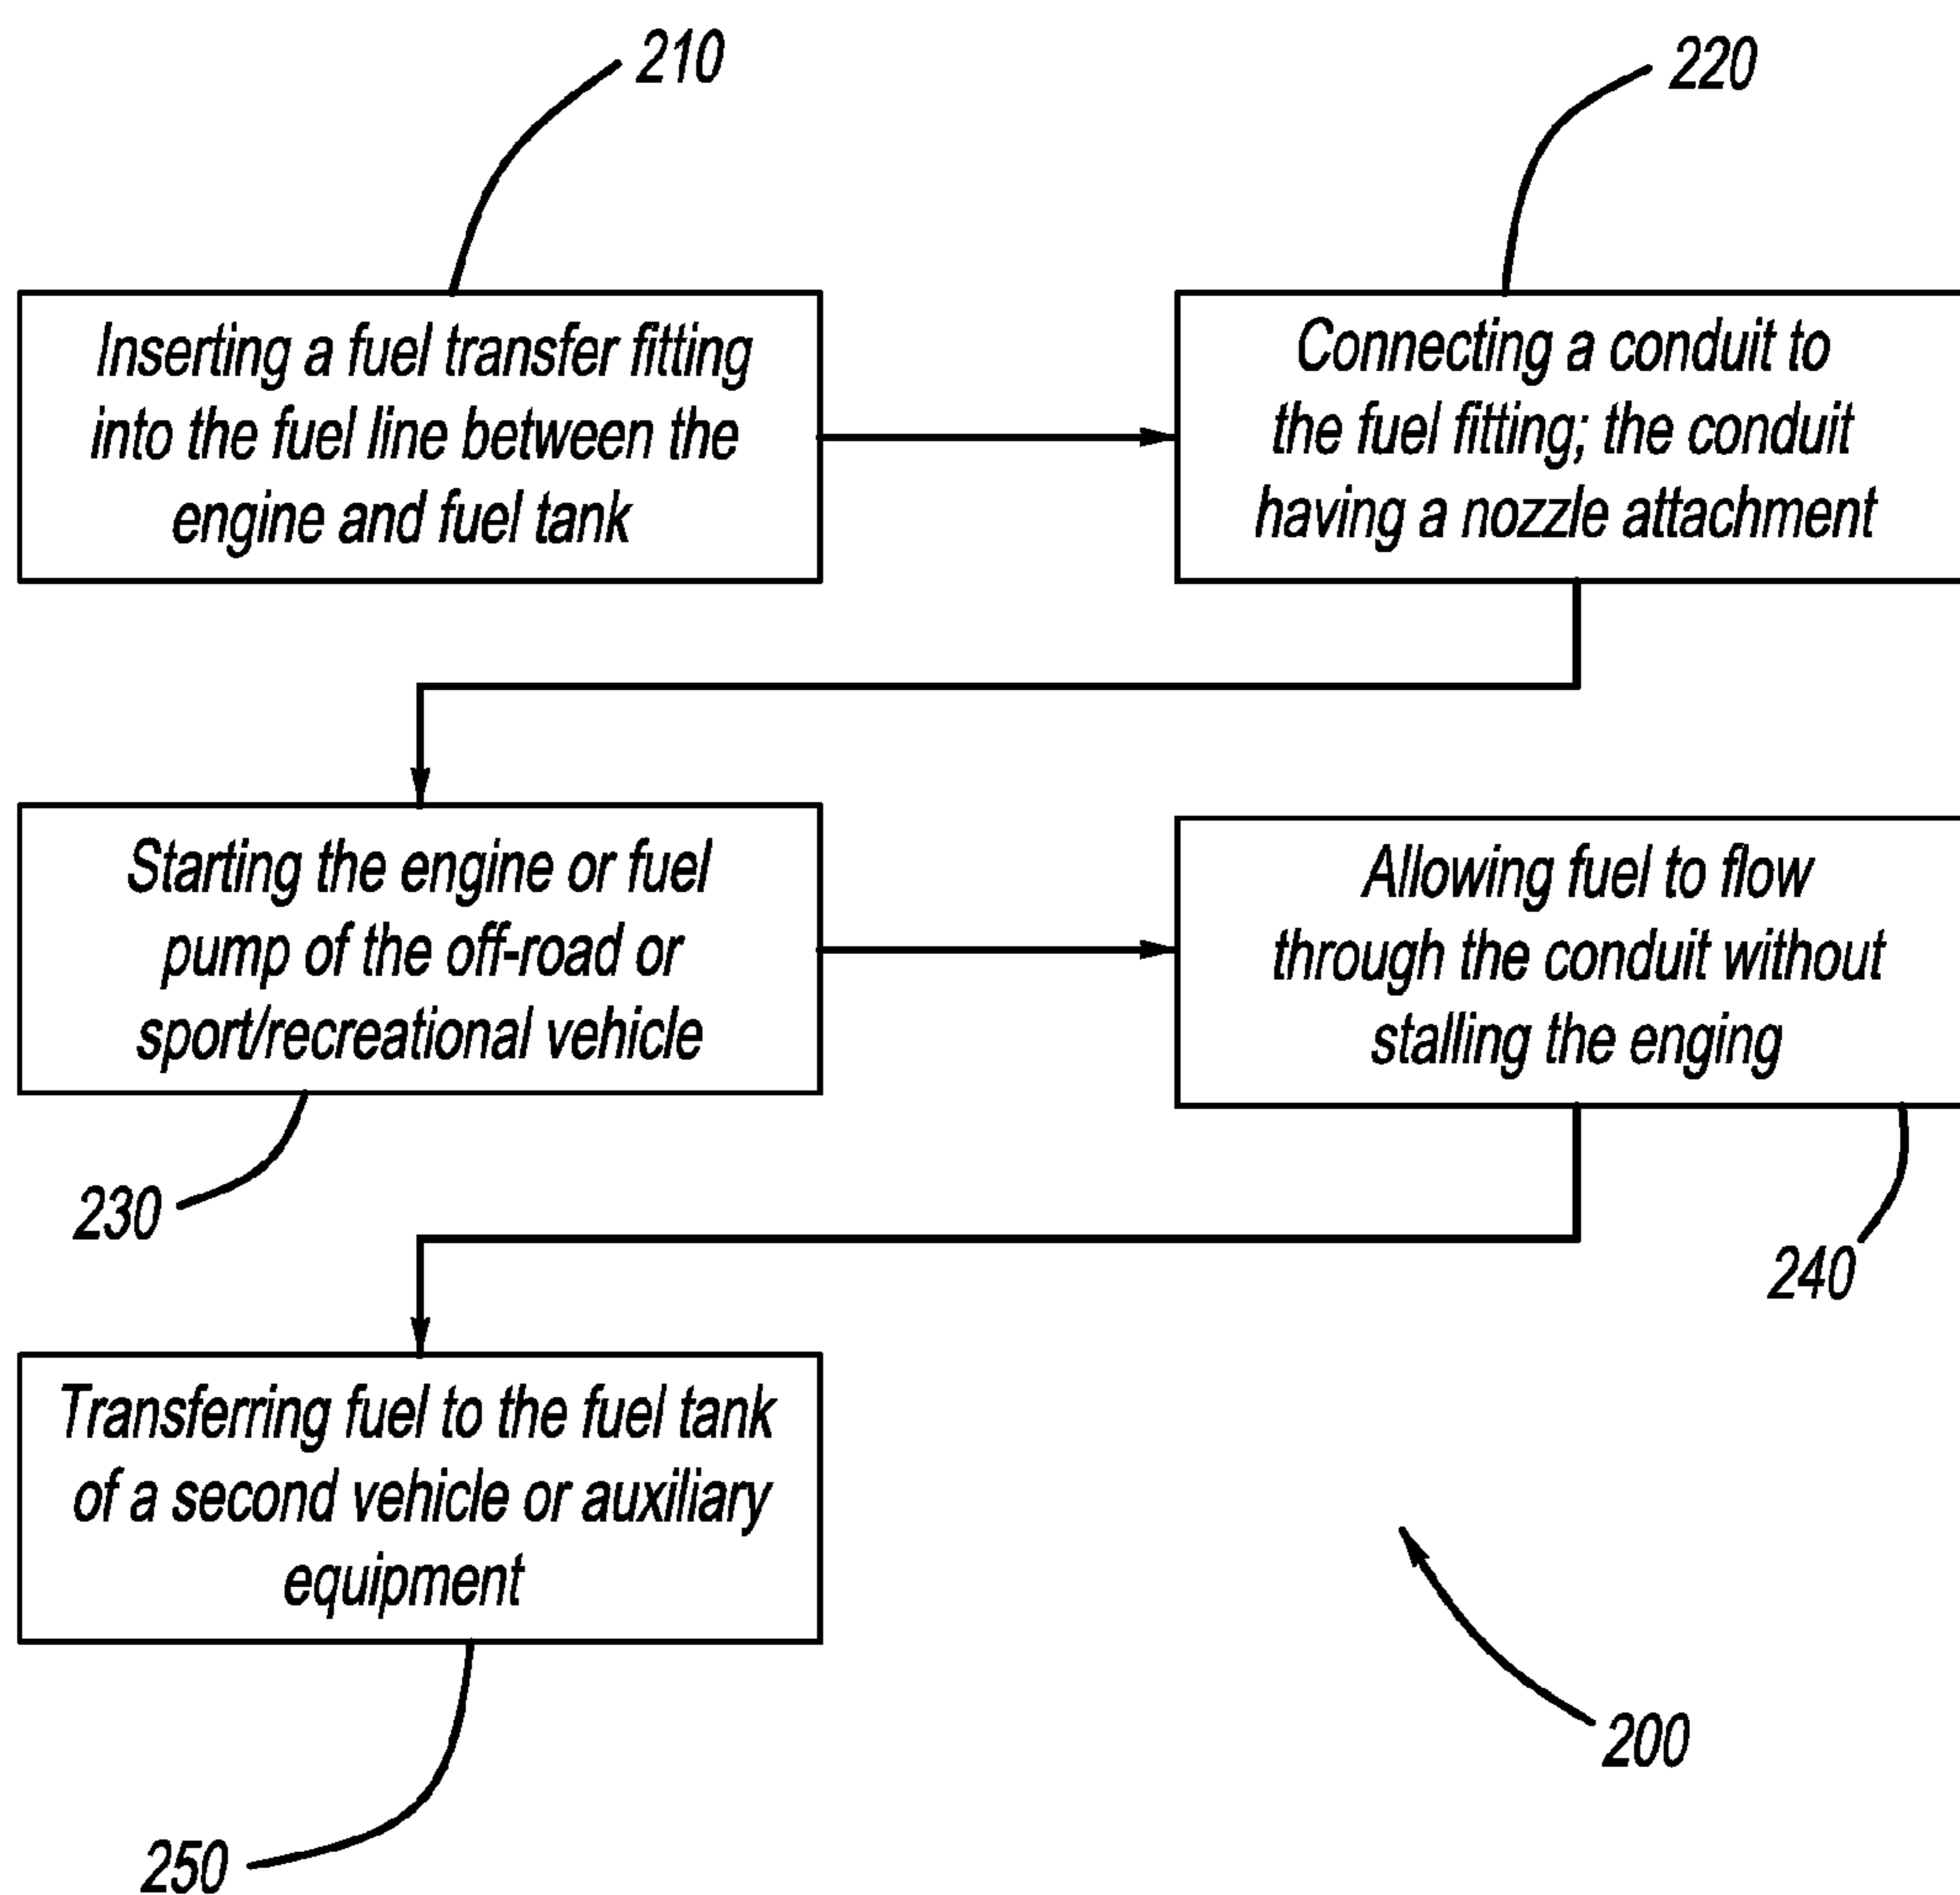 210
220
Inserting a fuel transfer fitting
into the fuel line between the
engine and fuel tank
Connecting a conduit to
the fuel fitting; the conduit
having a nozzle attachment
Starting the engine or fuel
pump of the off-road or
sport/recreational vehicle
Allowing fuel to flow
through the conduit without
stalling the enging
230
240
Transferring fuel to the fuel tank
of a second vehicle or auxiliary
equipment
200
250